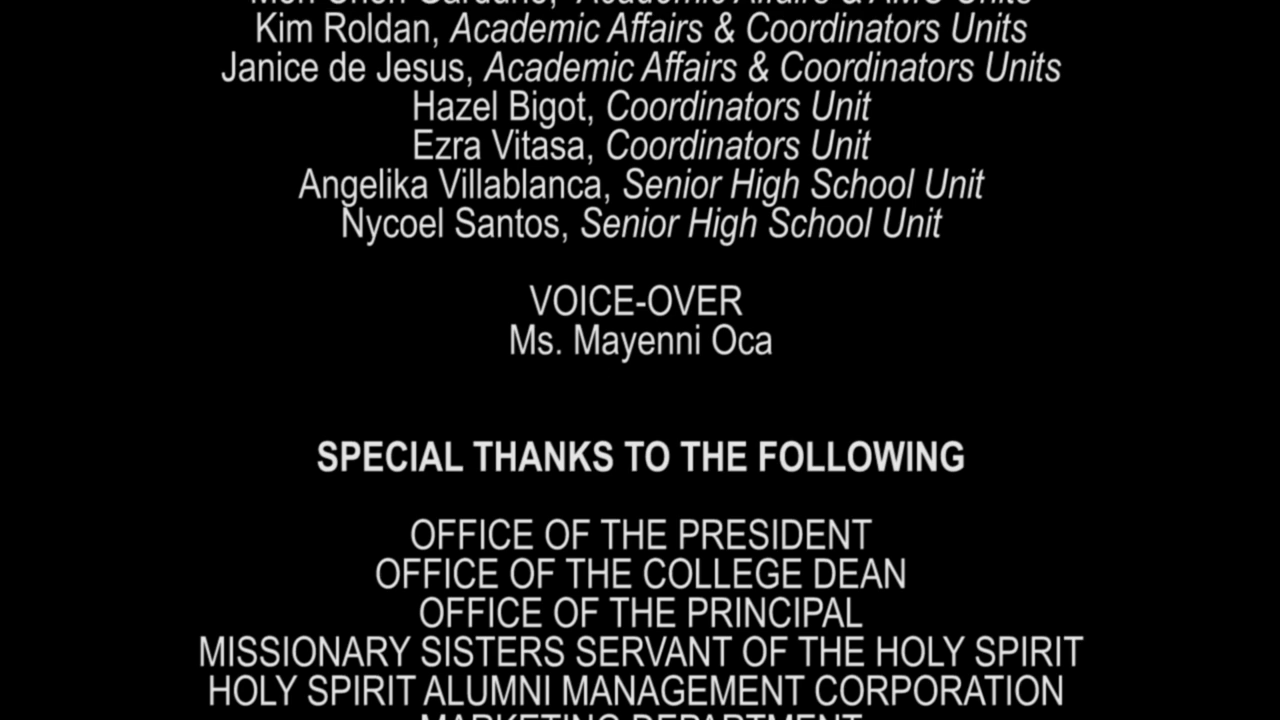 Kim Roldan, Academic Affairs & Coordinators Units
Janice de Jesus, Academic Affairs & Coordinators Units
Hazel Bigot, Coordinators Unit
Ezra Vitasa, Coordinators Unit
Angelika Villablanca, Senior High School Unit
Nycoel Santos, Senior High School Unit
VOICE-OVER
Ms. Mayenni Oca
SPECIAL THANKS TO THE FOLLOWING
OFFICE OF THE PRESIDENT
OFFICE OF THE COLLEGE DEAN
OFFICE OF THE PRINCIPAL
MISSIONARY SISTERS SERVANT OF THE HOLY SPIRIT
HOLY SPIRIT ALUMNI MANAGEMENT CORPORATION
MARKETING DEPARTMENT